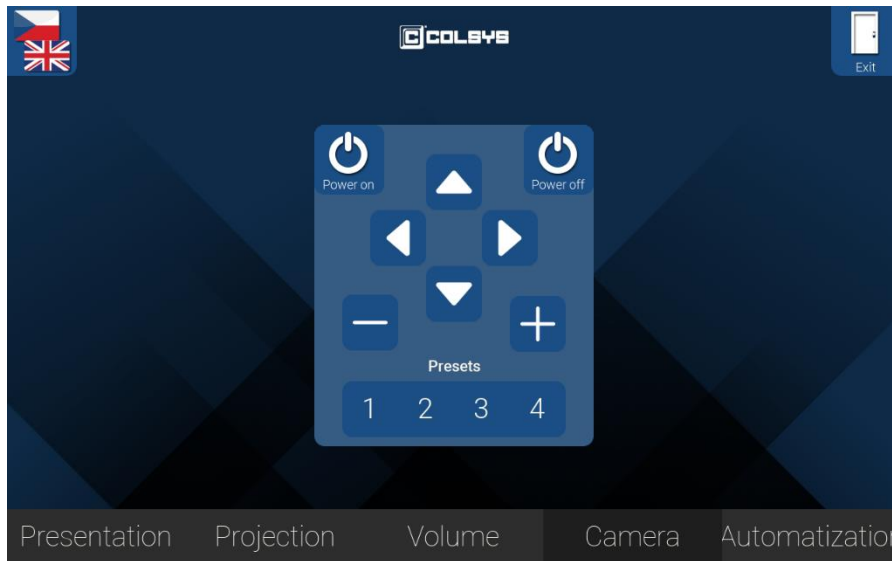 COLSYS
Exit
Power on
Power off
Presets
1 2 3 4
Presentation Projection Volume Camera Automatizatio